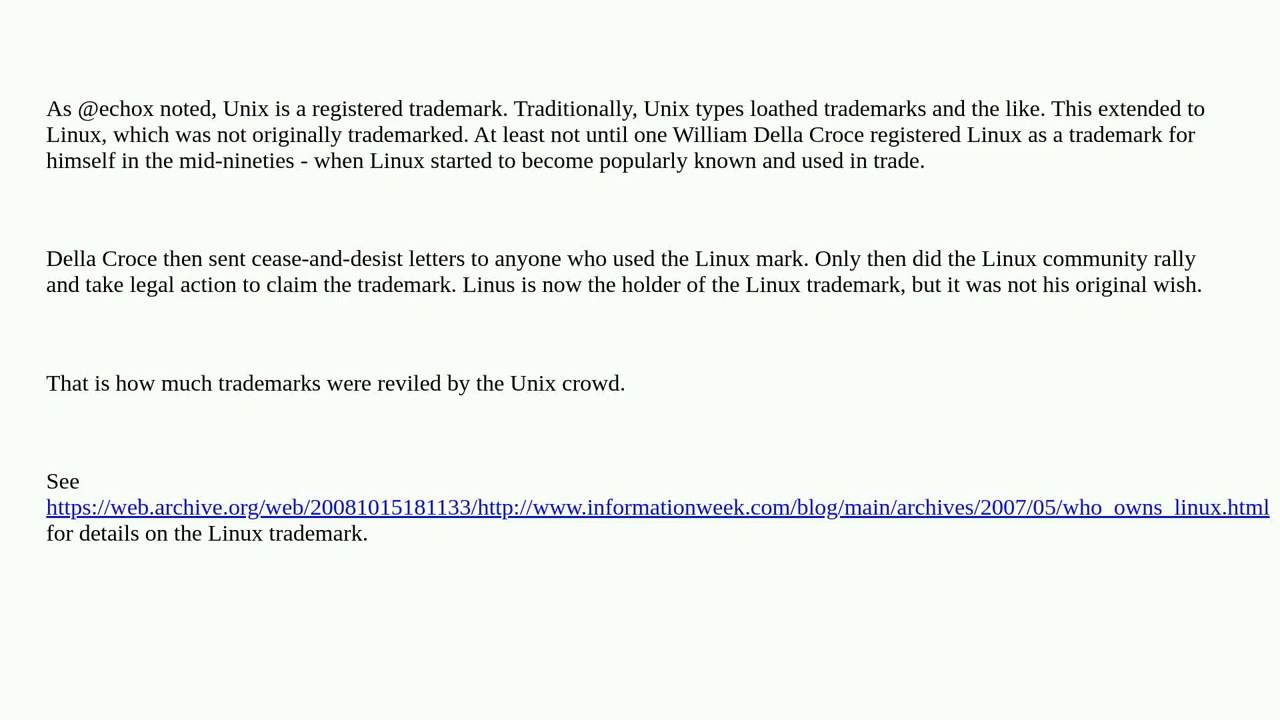 As @echox noted, Unix is a registered trademark. Traditionally, Unix types loathed trademarks and the like. This extended to
Linux, which was not originally trademarked. At least not until one William Della Croce registered Linux as a trademark for
himself in the mid-nineties - when Linux started to become popularly known and used in trade.
Della Croce then sent cease-and-desist letters to anyone who used the Linux mark. Only then did the Linux community rally
and take legal action to claim the trademark. Linus is now the holder of the Linux trademark, but it was not his original wish.
That is how much trademarks were reviled by the Unix crowd.
See
https://web.archive.org/web/20081015181133/http://www.informationweek.com/blog/main/archives/2007/05/who_owns_linux.html
for details on the Linux trademark.